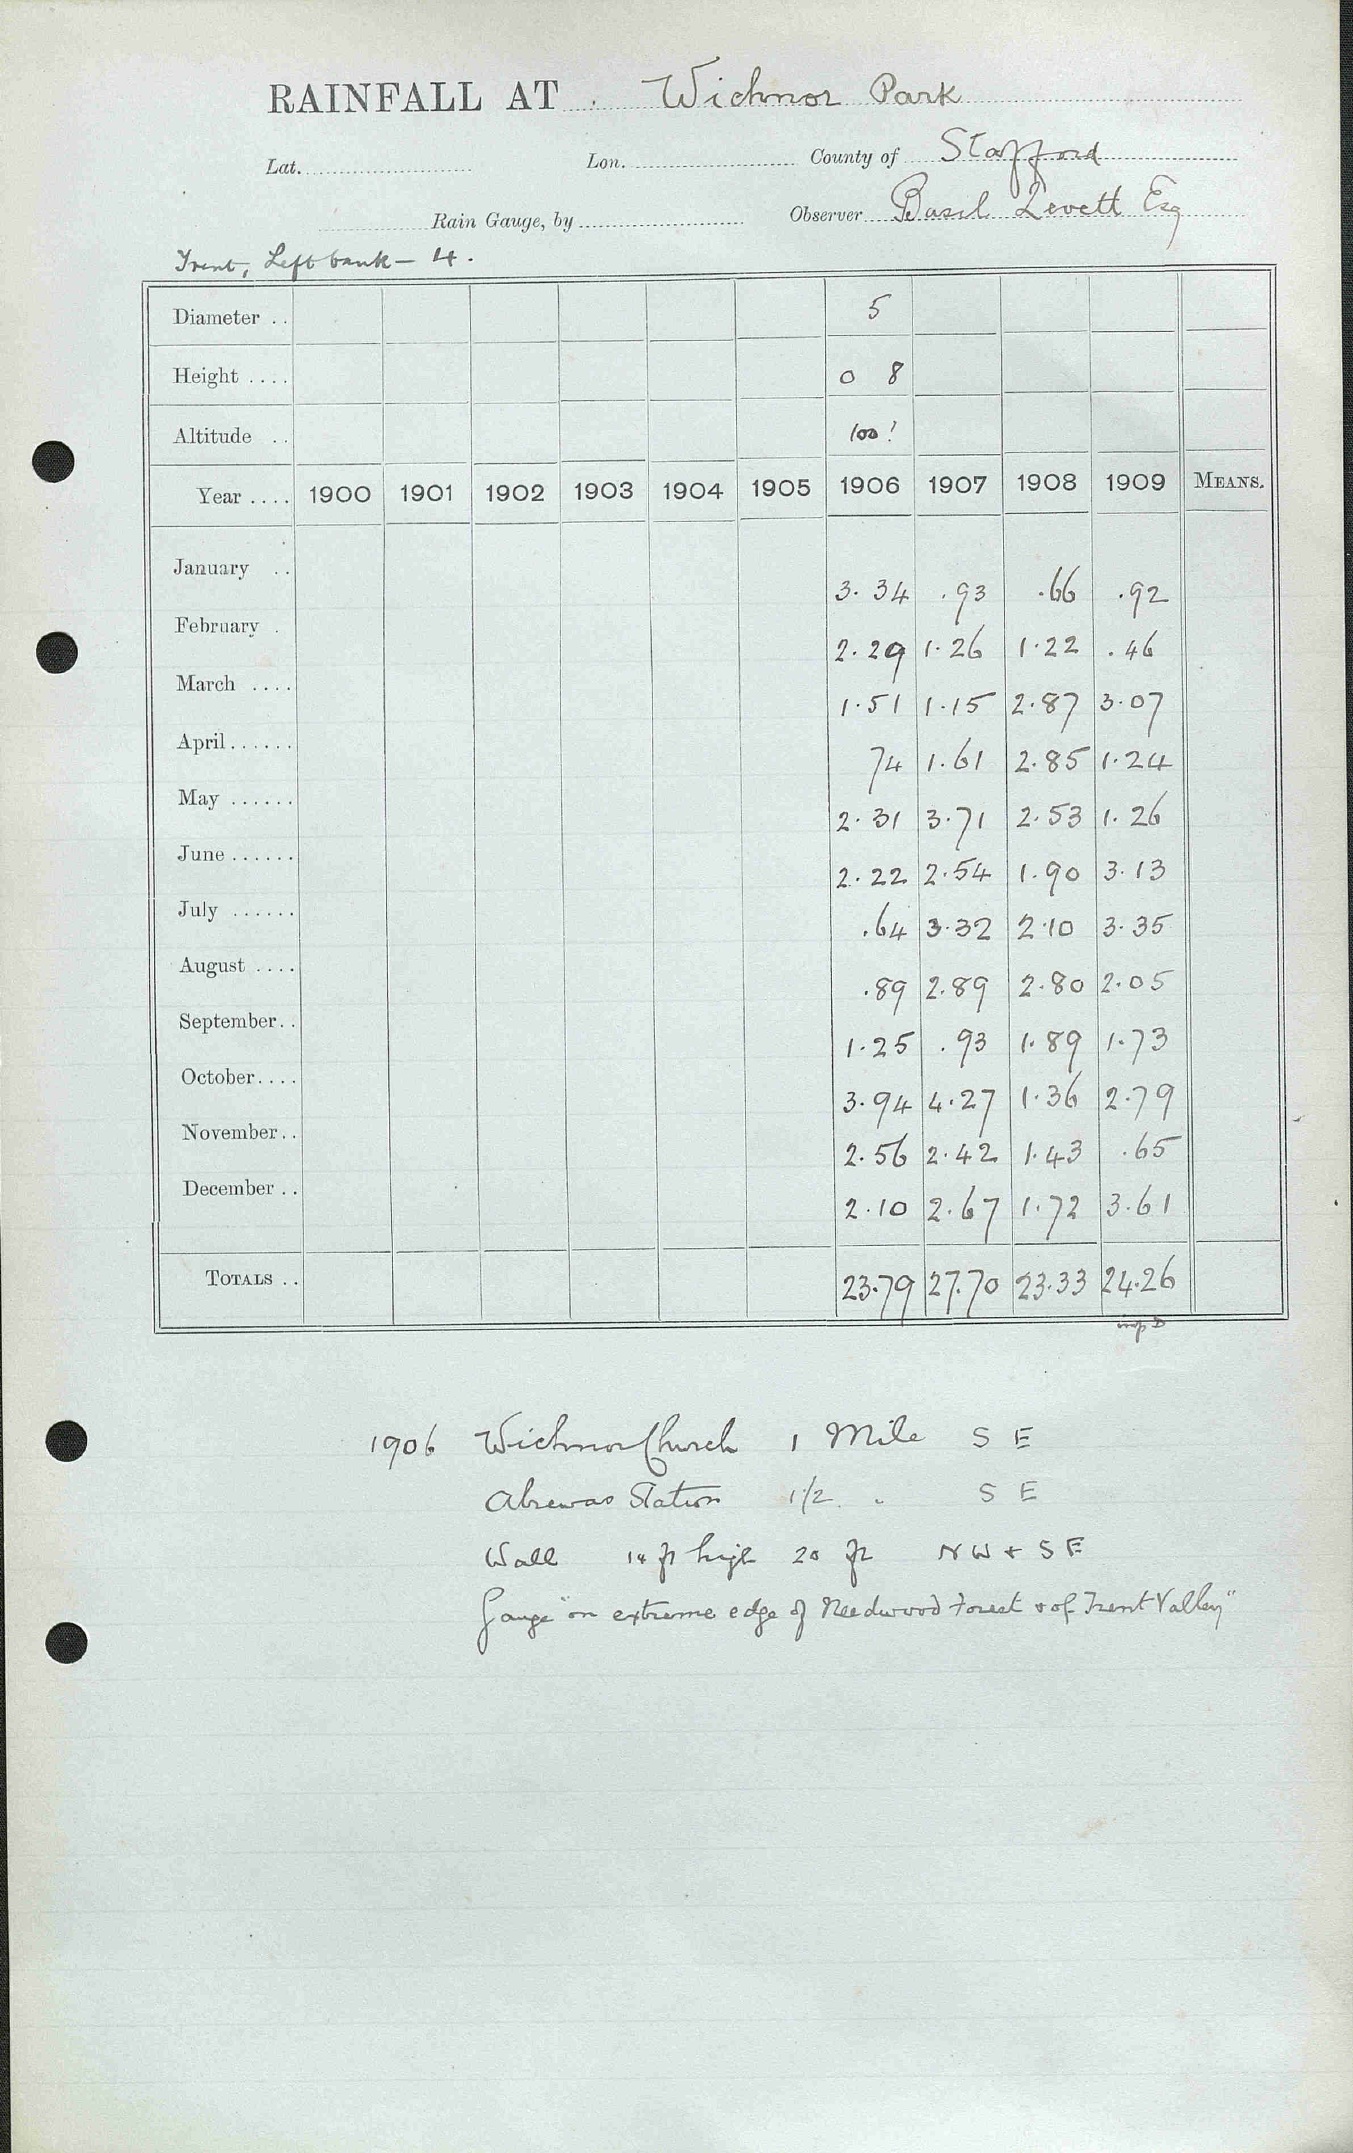 RAINFALL AT Wichnor Park
Lat. Lon. County of Stafford
Rain Gauge, by Observer Basil Levett Esq
Trent, Left bank – 4.
Diameter .. 5
Height .... 0 8
Altitude .. 100 !
Year .... 1900 1901 1902 1903 1904 1905 1906 1907 1908 1909 MEANS.
January .. 3.34 .93 .66 .92
February . 2.29 1.26 1.22 .46
March .... 1.51 1.15 2.87 3.07
April...... 74 1.61 2.85 1.24
May ...... 2.31 3.71 2.53 1.26
June ...... 2.22 2.54 1.90 3.13
July ...... .64 3.32 2.10 3.35
August .... .89 2.89 2.80 2.05
September.. 1.25 .93 1.89 1.73
October.... 3.94 4.27 1.36 2.79
November.. 2.56 2.42 1.43 .65
December .. 2.10 2.67 1.72 3.61
TOTALS .. 23.79 27.70 23.33 24.26
1906 Wichnor Church 1 Mile S E
Alrewas Station 1/2 " S E
Wall 14 ft high 20 ft NW + SE
Gauge "on extreme edge of Needwood Forest & of Trent Valley"